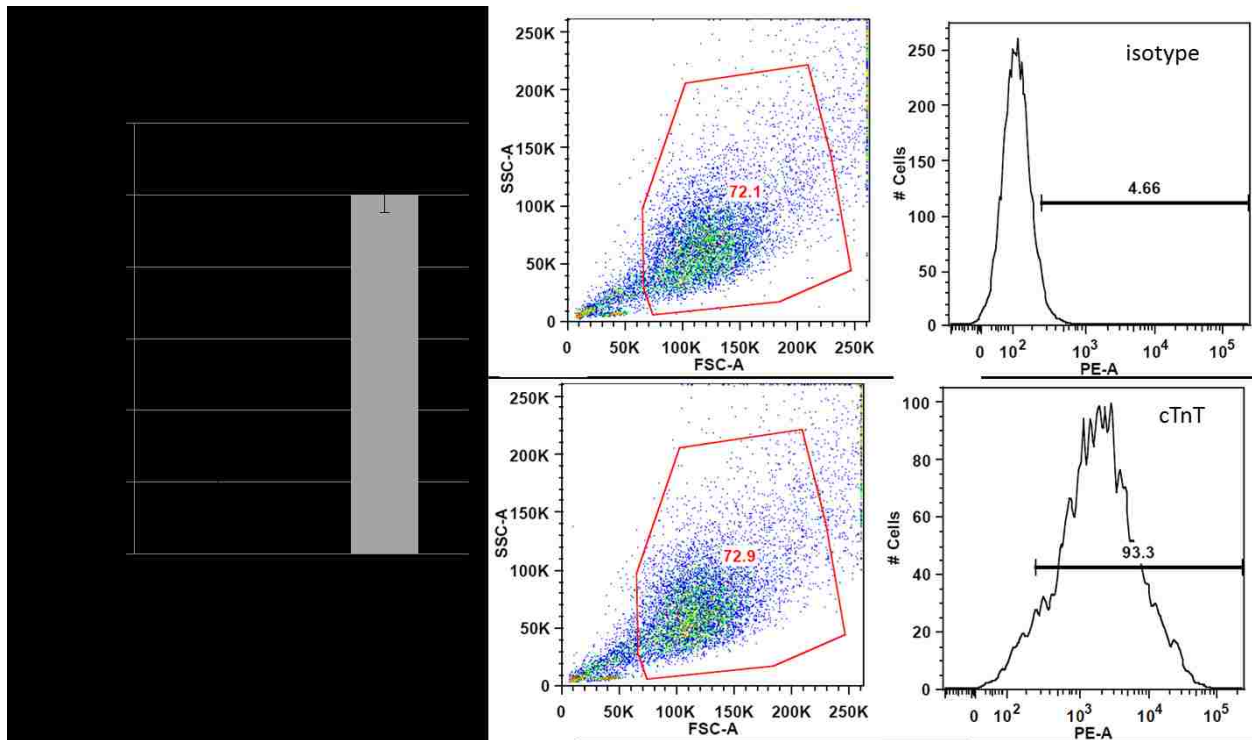 250K
200K
150K
100K
50K
0
SSC-A
72.1
0 50K 100K 150K 200K 250K
FSC-A
250
200
150
100
50
0
# Cells
isotype
4.66
0 10² 10³ 10⁴ 10⁵
PE-A
250K
200K
150K
100K
50K
0
SSC-A
72.9
0 50K 100K 150K 200K 250K
FSC-A
100
80
60
40
20
0
# Cells
cTnT
93.3
0 10² 10³ 10⁴ 10⁵
PE-A